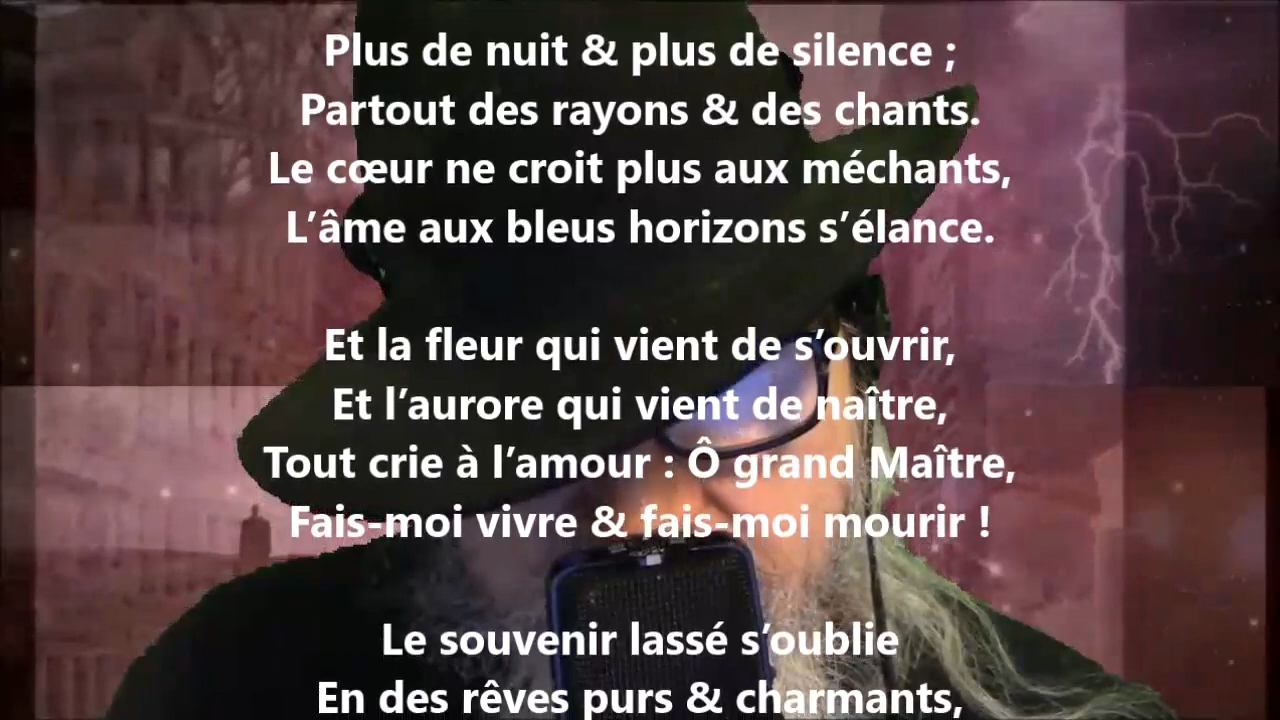 Plus de nuit & plus de silence ;
Partout des rayons & des chants.
Le cœur ne croit plus aux méchants,
L’âme aux bleus horizons s’élance.
Et la fleur qui vient de s’ouvrir,
Et l’aurore qui vient de naître,
Tout crie à l’amour : Ô grand Maître,
Fais-moi vivre & fais-moi mourir !
Le souvenir lassé s’oublie
En des rêves purs & charmants,